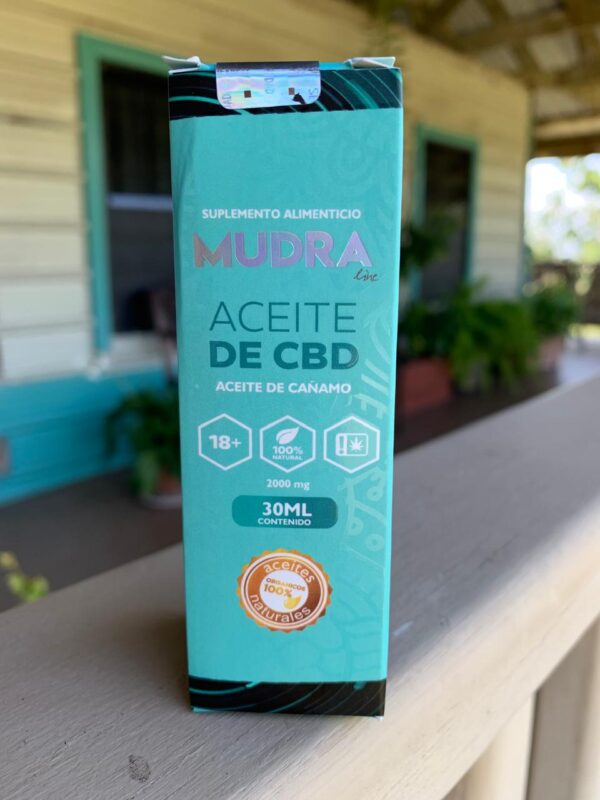 SUPLEMENTO ALIMENTICIO
MUDRA
line
ACEITE
DE CBD
ACEITE DE CAÑAMO
18+
100%
NATURAL
2000 mg
30ML
CONTENIDO
aceites
ORGANICOS
100%
naturales